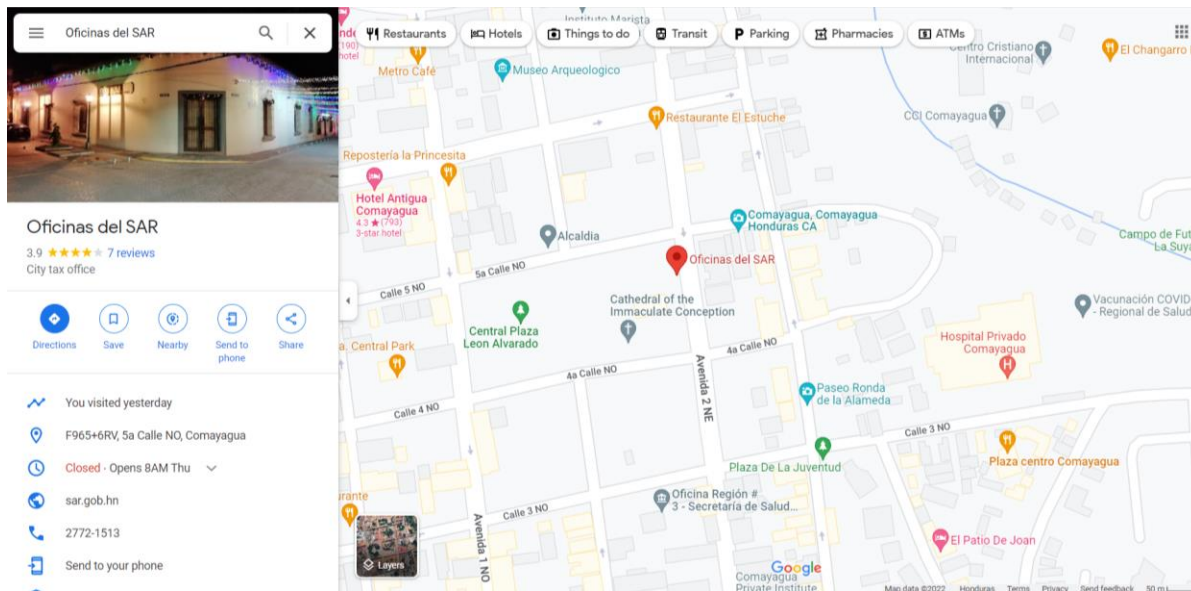 Oficinas del SAR
Oficinas del SAR
3.9
7 reviews
City tax office
Directions
Save
Nearby
Send to
phone
Share
You visited yesterday
F965+6RV, 5a Calle NO, Comayagua
Closed · Opens 8AM Thu
sar.gob.hn
2772-1513
Send to your phone
Restaurants
Hotels
Things to do
Transit
Parking
Pharmacies
ATMs
Instituto Marista
(190)
hotel
Metro Café
Museo Arqueologico
Centro Cristiano
Internacional
El Changarro
Restaurante El Estuche
CCI Comayagua
Repostería la Princesita
Hotel Antigua
Comayagua
4.3 ★ (793)
3-star hotel
Alcaldia
Comayagua, Comayagua
Honduras CA
Campo de Fut
La Suya
Oficinas del SAR
5a Calle NO
Calle 5 NO
Cathedral of the
Immaculate Conception
Vacunación COVID
- Regional de Salud
Central Plaza
Leon Alvarado
Hospital Privado
Comayagua
a. Central Park
4a Calle NO
4a Calle NO
Avenida 2 NE
Paseo Ronda
de la Alameda
Calle 4 NO
Calle 3 NO
Plaza De La Juventud
Plaza centro Comayagua
urante
Oficina Región #
3 - Secretaría de Salud...
Calle 3 NO
Avenida 1 NO
El Patio De Joan
Layers
Google
Comayagua
Private Institute
Map data ©2022
Honduras
Terms
Privacy
Send feedback
50 m